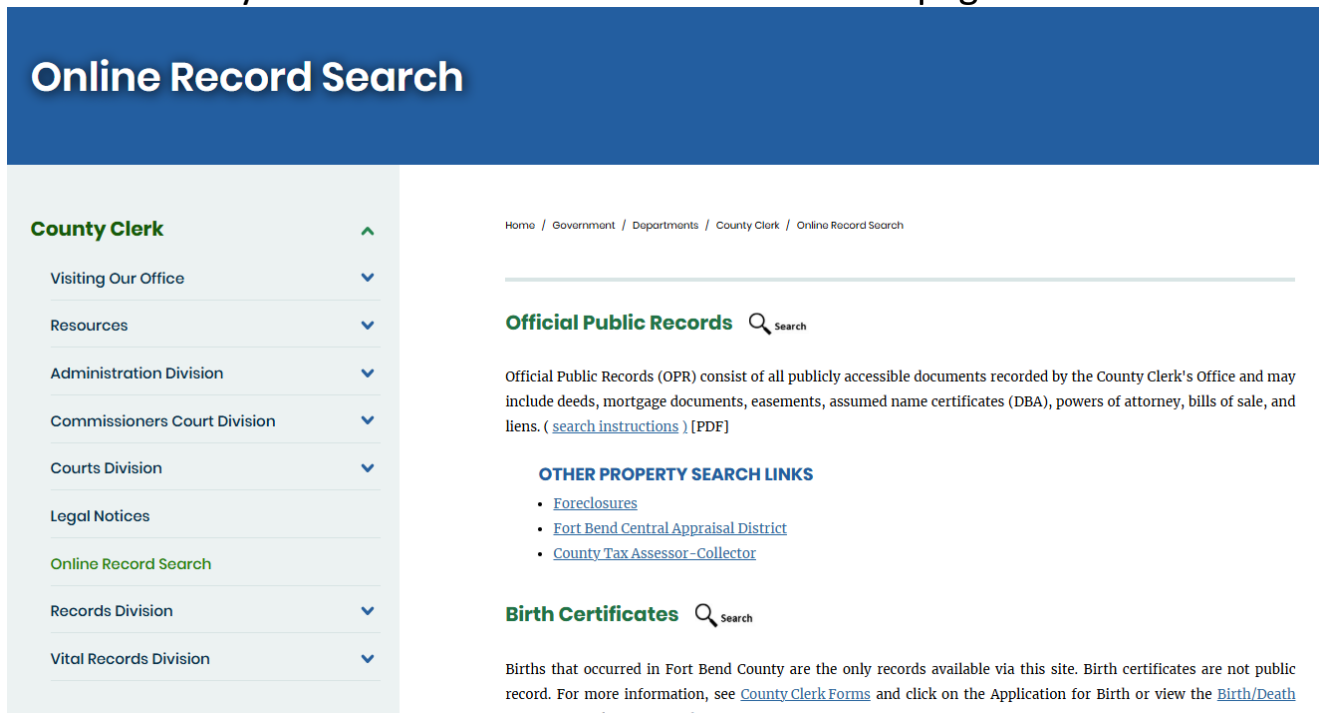 Online Record Search
County Clerk
Visiting Our Office
Resources
Administration Division
Commissioners Court Division
Courts Division
Legal Notices
Online Record Search
Records Division
Vital Records Division
Home / Government / Departments / County Clerk / Online Record Search
Official Public Records Search
Official Public Records (OPR) consist of all publicly accessible documents recorded by the County Clerk's Office and may
include deeds, mortgage documents, easements, assumed name certificates (DBA), powers of attorney, bills of sale, and
liens. ( search instructions ) [PDF]
OTHER PROPERTY SEARCH LINKS
• Foreclosures
• Fort Bend Central Appraisal District
• County Tax Assessor-Collector
Birth Certificates Search
Births that occurred in Fort Bend County are the only records available via this site. Birth certificates are not public
record. For more information, see County Clerk Forms and click on the Application for Birth or view the Birth/Death